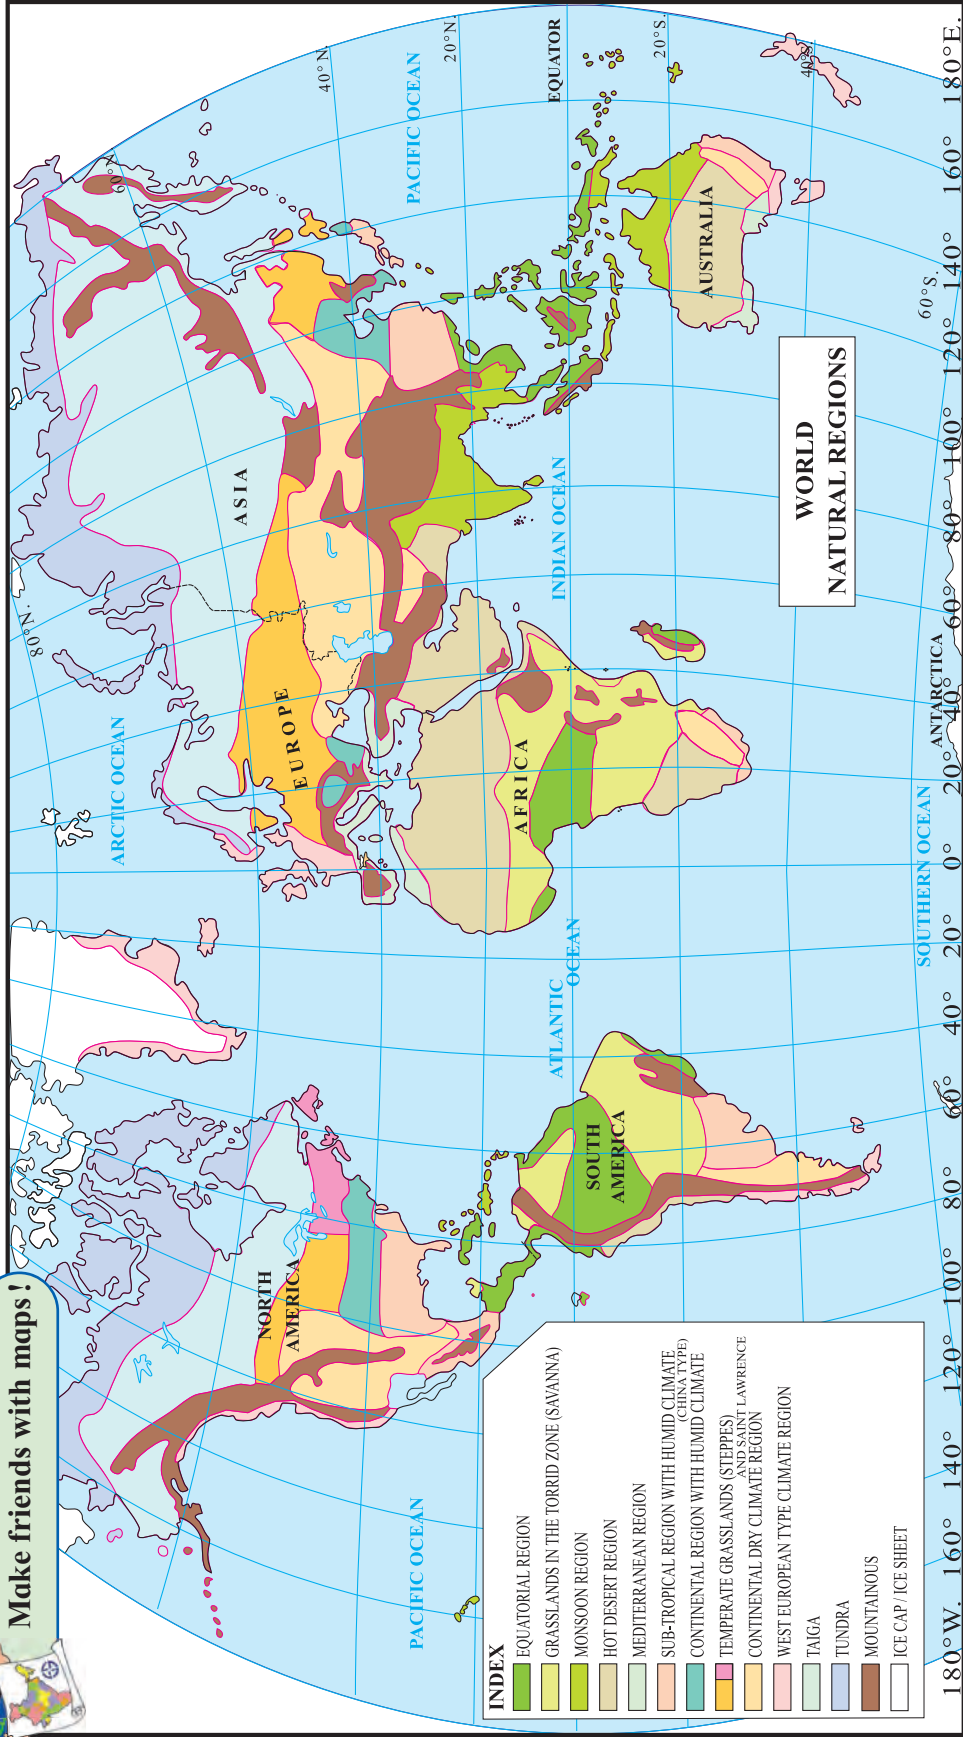 Make friends with maps!
80°N.
60°N
40°N
20°N
EQUATOR
20°S.
40°S
60°S.
ARCTIC OCEAN
PACIFIC OCEAN
PACIFIC OCEAN
ATLANTIC
OCEAN
INDIAN OCEAN
SOUTHERN OCEAN
NORTH
AMERICA
SOUTH
AMERICA
EUROPE
ASIA
AFRICA
AUSTRALIA
ANTARCTICA
WORLD
NATURAL REGIONS
INDEX
EQUATORIAL REGION
GRASSLANDS IN THE TORRID ZONE (SAVANNA)
MONSOON REGION
HOT DESERT REGION
MEDITERRANEAN REGION
SUB-TROPICAL REGION WITH HUMID CLIMATE
(CHINA TYPE)
CONTINENTAL REGION WITH HUMID CLIMATE
TEMPERATE GRASSLANDS (STEPPES)
AND SAINT LAWRENCE
CONTINENTAL DRY CLIMATE REGION
WEST EUROPEAN TYPE CLIMATE REGION
TAIGA
TUNDRA
MOUNTAINOUS
ICE CAP / ICE SHEET
180°W. 160° 140° 120° 100° 80° 60° 40° 20° 0° 20° 40° 60° 80° 100° 120° 140° 160° 180°E.